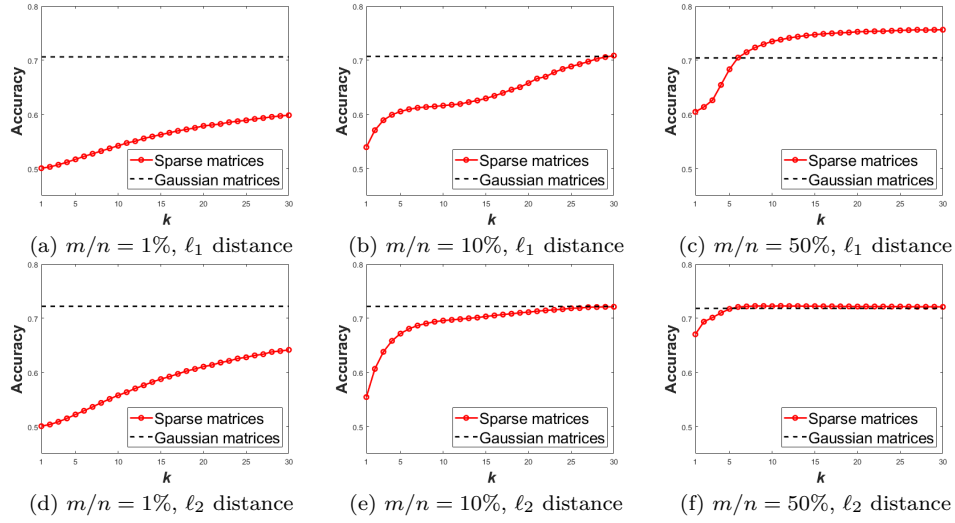 0.8
0.7
0.6
0.5
Accuracy
Sparse matrices
Gaussian matrices
1 5 10 15 20 25 30
k
(a) m/n = 1%, ℓ1 distance
0.8
0.7
0.6
0.5
Accuracy
Sparse matrices
Gaussian matrices
1 5 10 15 20 25 30
k
(b) m/n = 10%, ℓ1 distance
0.8
0.7
0.6
0.5
Accuracy
Sparse matrices
Gaussian matrices
1 5 10 15 20 25 30
k
(c) m/n = 50%, ℓ1 distance
0.8
0.7
0.6
0.5
Accuracy
Sparse matrices
Gaussian matrices
1 5 10 15 20 25 30
k
(d) m/n = 1%, ℓ2 distance
0.8
0.7
0.6
0.5
Accuracy
Sparse matrices
Gaussian matrices
1 5 10 15 20 25 30
k
(e) m/n = 10%, ℓ2 distance
0.8
0.7
0.6
0.5
Accuracy
Sparse matrices
Gaussian matrices
1 5 10 15 20 25 30
k
(f) m/n = 50%, ℓ2 distance